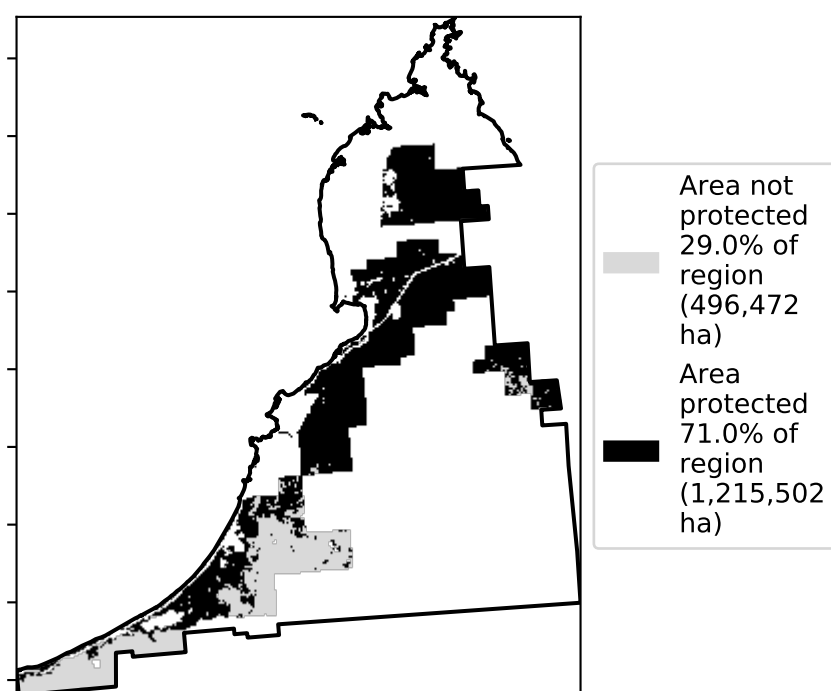 Area not
protected
29.0% of
region
(496,472
ha)
Area
protected
71.0% of
region
(1,215,502
ha)